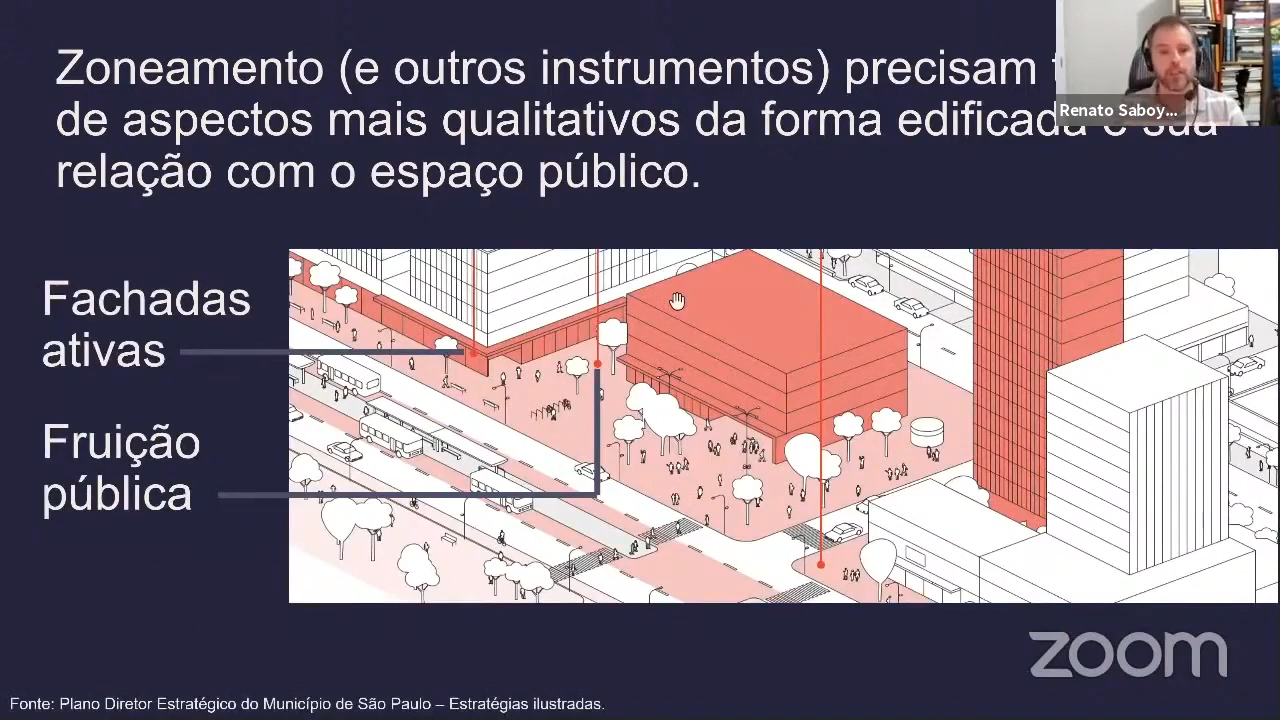 Zoneamento (e outros instrumentos) precisam
de aspectos mais qualitativos da forma edificada e sua
relação com o espaço público.
Renato Saboy...
Fachadas
ativas
Fruição
pública
zoom
Fonte: Plano Diretor Estratégico do Município de São Paulo – Estratégias ilustradas.